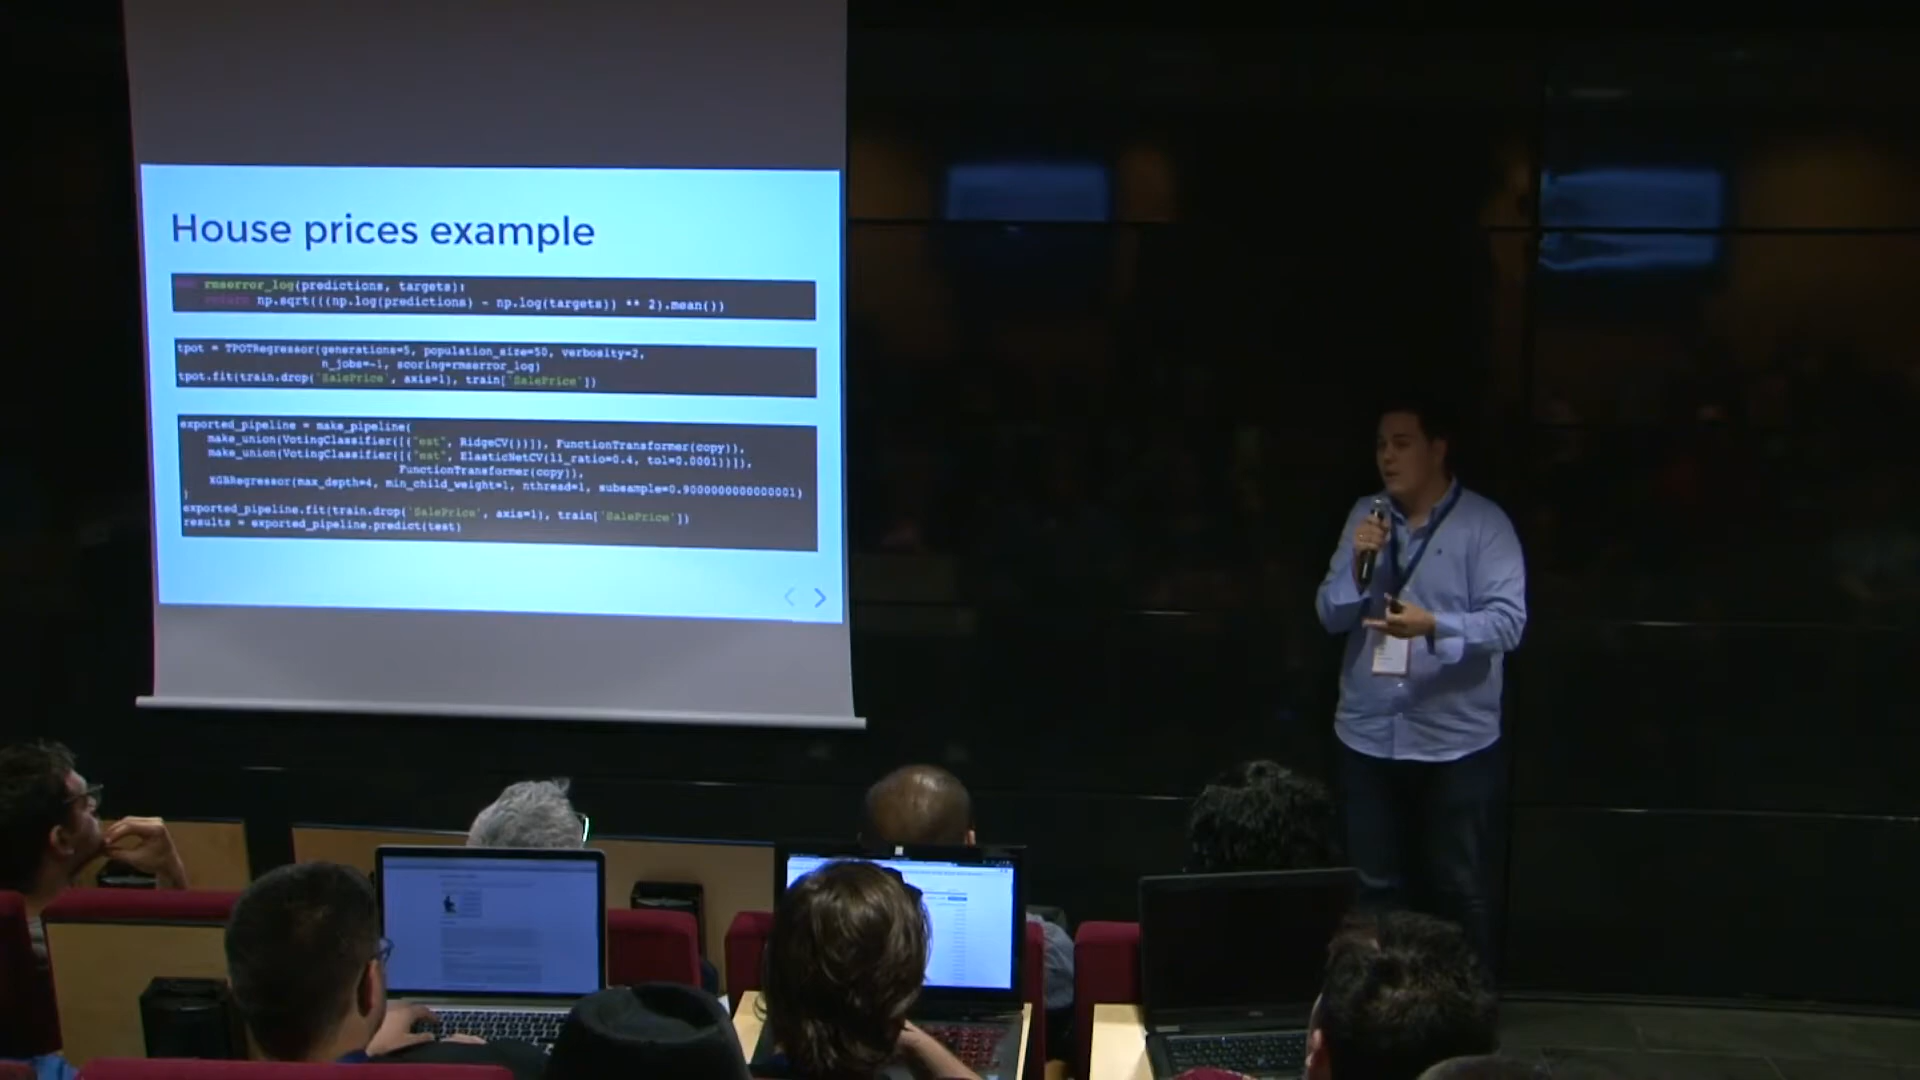 House prices example
def rmserror_log(predictions, targets):
return np.sqrt(((np.log(predictions) - np.log(targets)) ** 2).mean())
tpot = TPOTRegressor(generations=5, population_size=50, verbosity=2,
n_jobs=-1, scoring=rmserror_log)
tpot.fit(train.drop('SalePrice', axis=1), train['SalePrice'])
exported_pipeline = make_pipeline(
make_union(VotingClassifier([("est", RidgeCV())]), FunctionTransformer(copy)),
make_union(VotingClassifier([("est", ElasticNetCV(l1_ratio=0.4, tol=0.0001))]),
FunctionTransformer(copy)),
XGBRegressor(max_depth=4, min_child_weight=1, nthread=1, subsample=0.9000000000000001)
)
exported_pipeline.fit(train.drop('SalePrice', axis=1), train['SalePrice'])
results = exported_pipeline.predict(test)